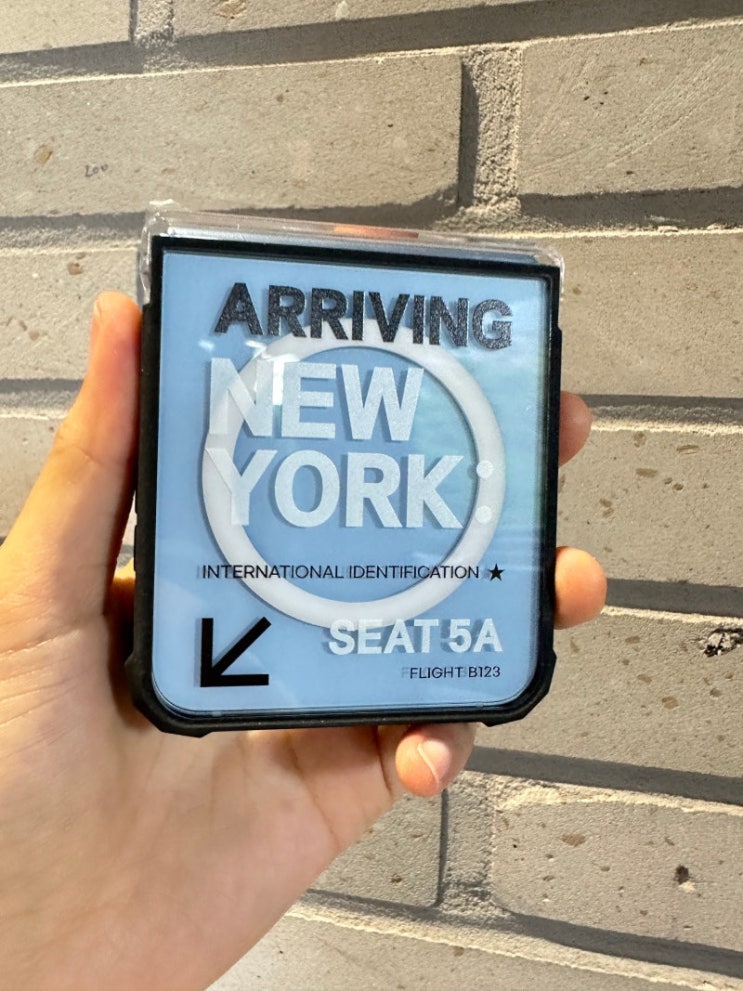 ARRIVING
NEW
YORK:
INTERNATIONAL IDENTIFICATION ★
SEAT 5A
FLIGHT B123